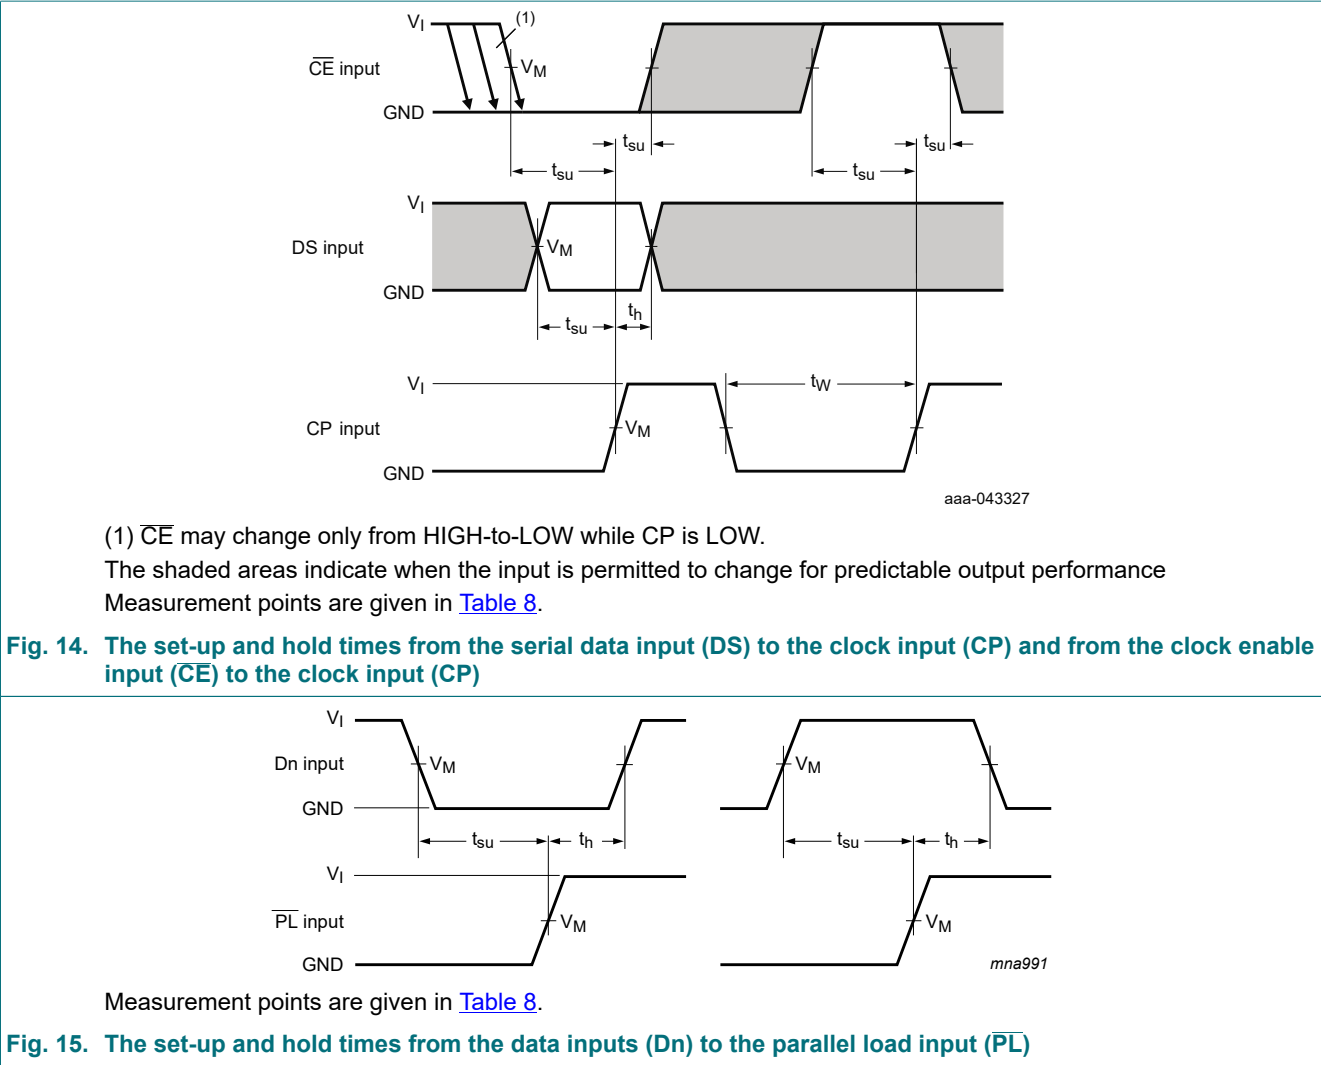 VI
(1)
CE input
VM
GND
tsu
tsu
tsu
tsu
VI
DS input
VM
GND
tsu
th
VI
tW
CP input
VM
GND
aaa-043327
(1) CE may change only from HIGH-to-LOW while CP is LOW.
The shaded areas indicate when the input is permitted to change for predictable output performance
Measurement points are given in Table 8.
Fig. 14. The set-up and hold times from the serial data input (DS) to the clock input (CP) and from the clock enable
input (CE) to the clock input (CP)
VI
Dn input
VM
VM
GND
tsu
th
tsu
th
VI
PL input
VM
VM
GND
mna991
Measurement points are given in Table 8.
Fig. 15. The set-up and hold times from the data inputs (Dn) to the parallel load input (PL)